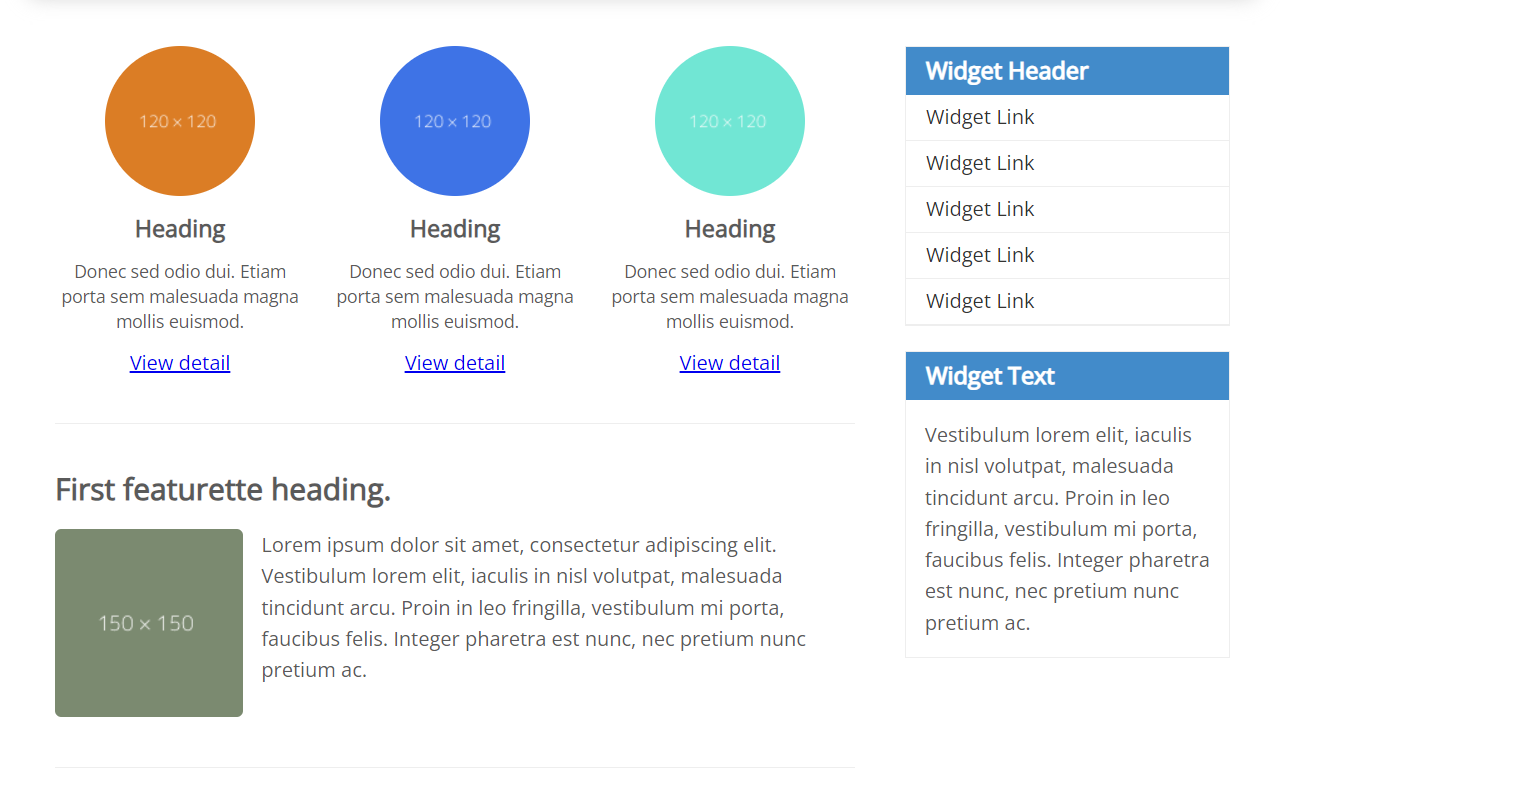 120 × 120
Heading
Donec sed odio dui. Etiam
porta sem malesuada magna
mollis euismod.
View detail
120 × 120
Heading
Donec sed odio dui. Etiam
porta sem malesuada magna
mollis euismod.
View detail
120 × 120
Heading
Donec sed odio dui. Etiam
porta sem malesuada magna
mollis euismod.
View detail
First featurette heading.
150 × 150
Lorem ipsum dolor sit amet, consectetur adipiscing elit.
Vestibulum lorem elit, iaculis in nisl volutpat, malesuada
tincidunt arcu. Proin in leo fringilla, vestibulum mi porta,
faucibus felis. Integer pharetra est nunc, nec pretium nunc
pretium ac.
Widget Header
Widget Link
Widget Link
Widget Link
Widget Link
Widget Link
Widget Text
Vestibulum lorem elit, iaculis
in nisl volutpat, malesuada
tincidunt arcu. Proin in leo
fringilla, vestibulum mi porta,
faucibus felis. Integer pharetra
est nunc, nec pretium nunc
pretium ac.